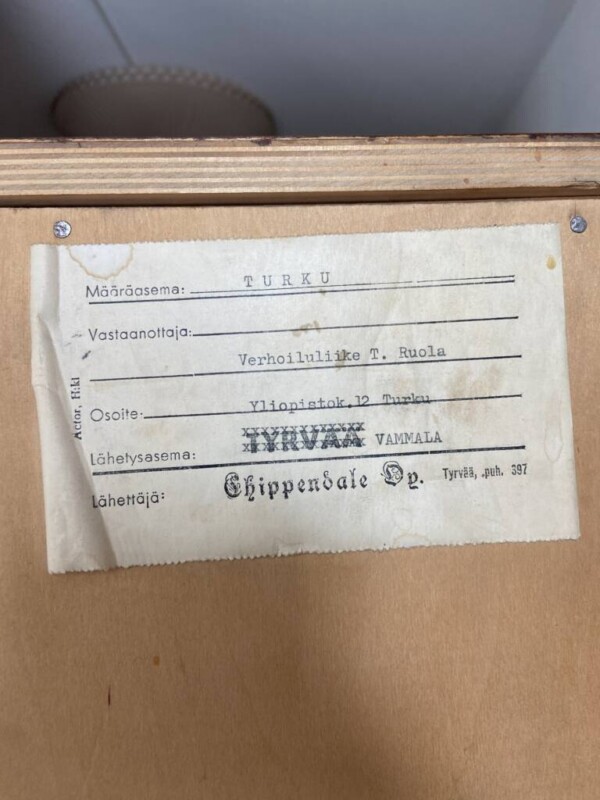 Määräasema: TURKU
Vastaanottaja:
Verhoiluliike T. Ruola
Osoite: Yliopistok.12 Turku
Lähetysasema: TYRVÄÄ VAMMALA
Lähettäjä: Chippendale Oy. Tyrvää, puh. 397
Actor, H:ki